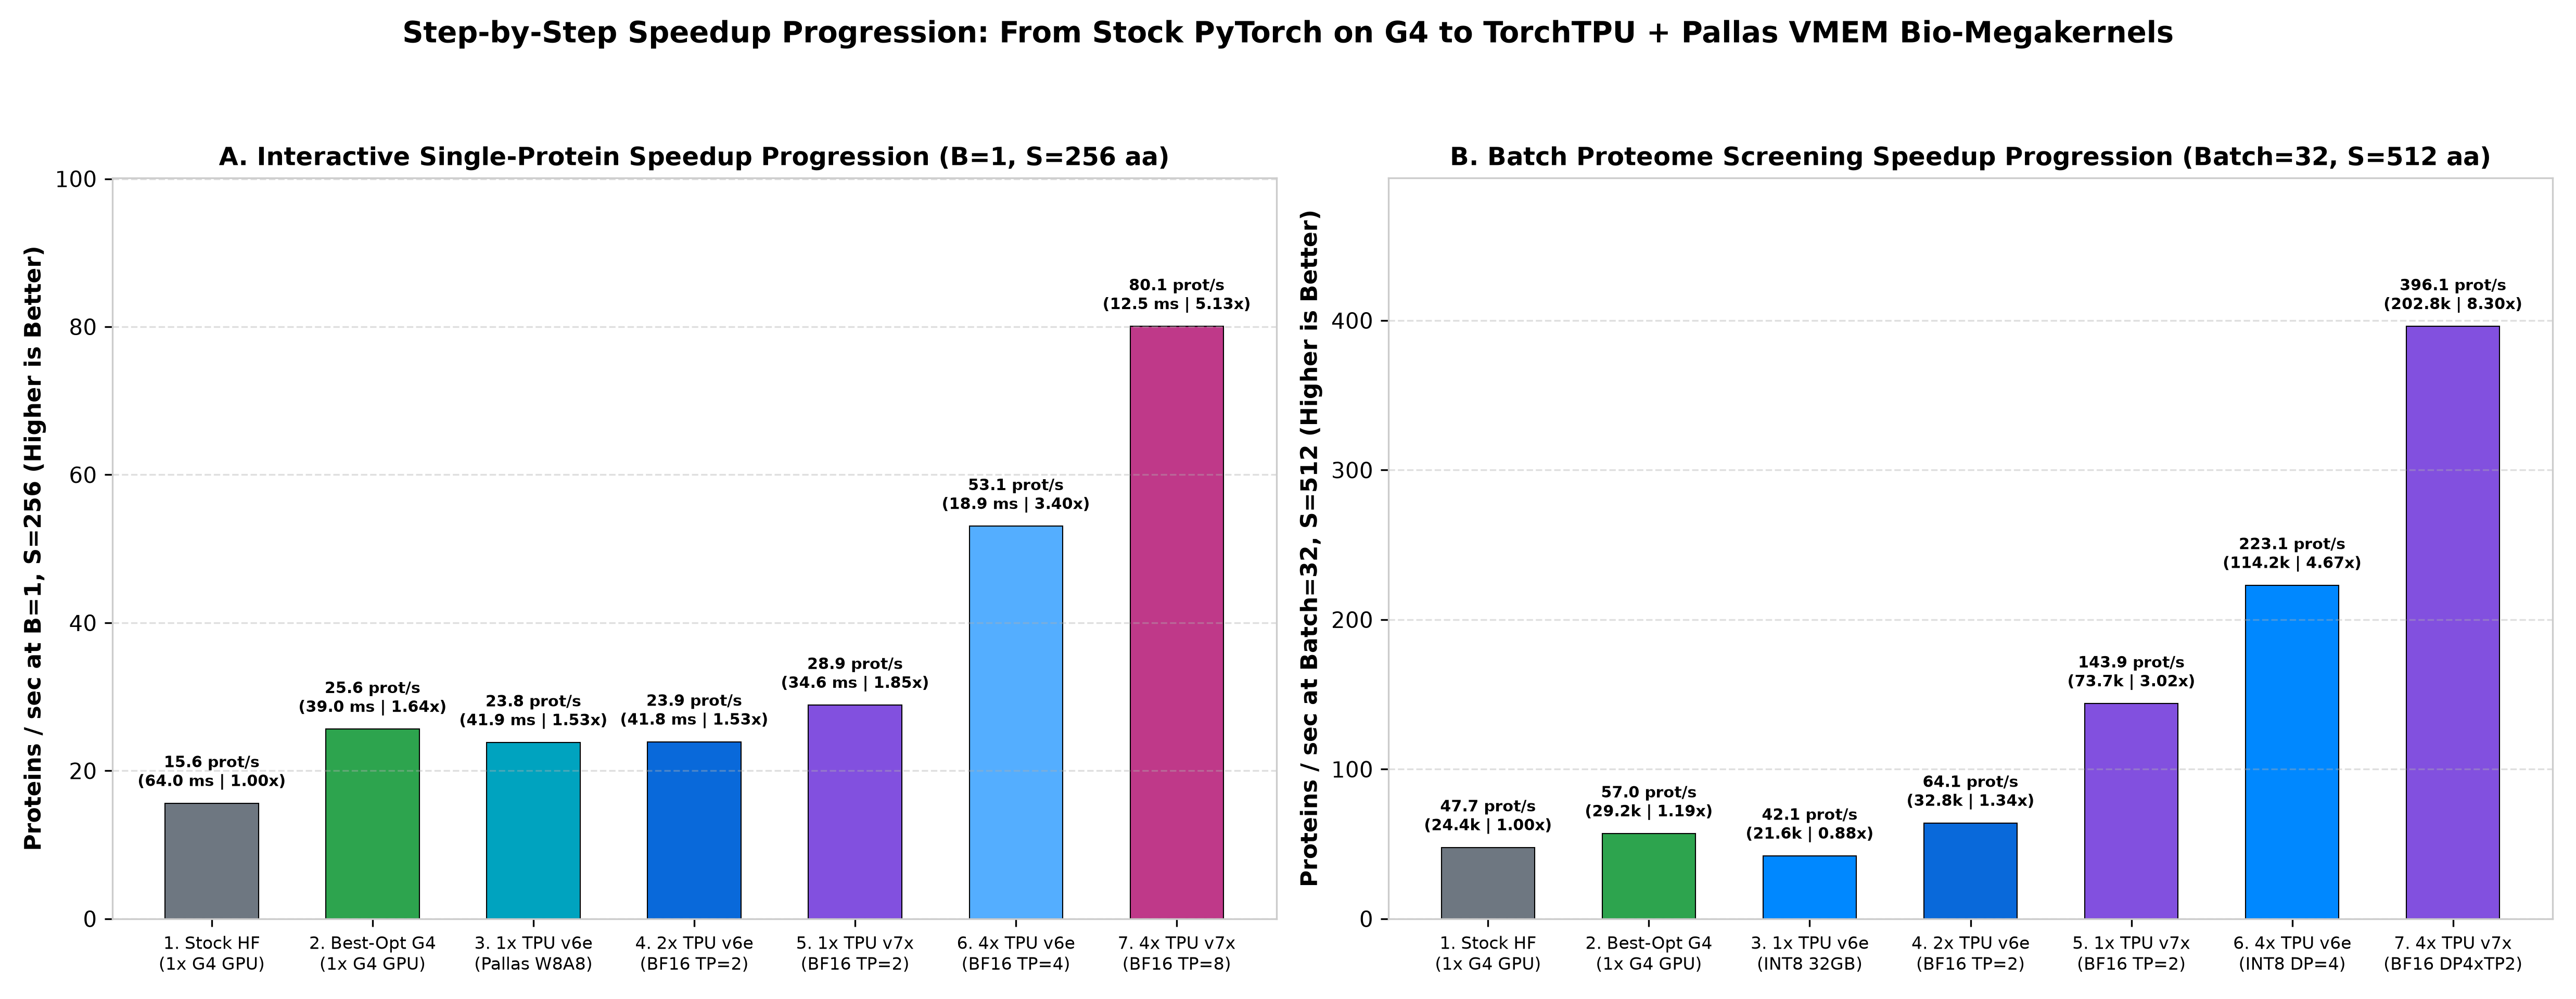 Step-by-Step Speedup Progression: From Stock PyTorch on G4 to TorchTPU + Pallas VMEM Bio-Megakernels
A. Interactive Single-Protein Speedup Progression (B=1, S=256 aa)
Proteins / sec at B=1, S=256 (Higher is Better)
100
80
60
40
20
0
15.6 prot/s
(64.0 ms | 1.00x)
25.6 prot/s
(39.0 ms | 1.64x)
23.8 prot/s
(41.9 ms | 1.53x)
23.9 prot/s
(41.8 ms | 1.53x)
28.9 prot/s
(34.6 ms | 1.85x)
53.1 prot/s
(18.9 ms | 3.40x)
80.1 prot/s
(12.5 ms | 5.13x)
1. Stock HF
(1x G4 GPU)
2. Best-Opt G4
(1x G4 GPU)
3. 1x TPU v6e
(Pallas W8A8)
4. 2x TPU v6e
(BF16 TP=2)
5. 1x TPU v7x
(BF16 TP=2)
6. 4x TPU v6e
(BF16 TP=4)
7. 4x TPU v7x
(BF16 TP=8)
B. Batch Proteome Screening Speedup Progression (Batch=32, S=512 aa)
Proteins / sec at Batch=32, S=512 (Higher is Better)
400
300
200
100
0
47.7 prot/s
(24.4k | 1.00x)
57.0 prot/s
(29.2k | 1.19x)
42.1 prot/s
(21.6k | 0.88x)
64.1 prot/s
(32.8k | 1.34x)
143.9 prot/s
(73.7k | 3.02x)
223.1 prot/s
(114.2k | 4.67x)
396.1 prot/s
(202.8k | 8.30x)
1. Stock HF
(1x G4 GPU)
2. Best-Opt G4
(1x G4 GPU)
3. 1x TPU v6e
(INT8 32GB)
4. 2x TPU v6e
(BF16 TP=2)
5. 1x TPU v7x
(BF16 TP=2)
6. 4x TPU v6e
(INT8 DP=4)
7. 4x TPU v7x
(BF16 DP4xTP2)